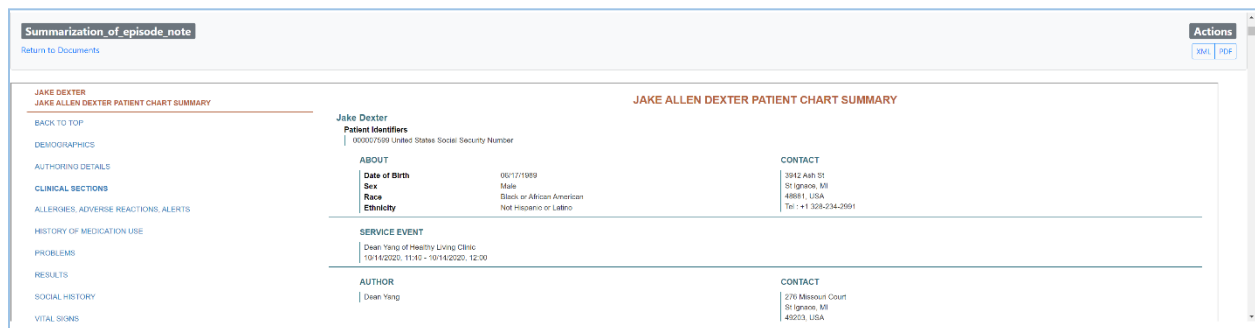 Summarization_of_episode_note
Actions
Return to Documents
XML PDF
JAKE DEXTER
JAKE ALLEN DEXTER PATIENT CHART SUMMARY
BACK TO TOP
DEMOGRAPHICS
AUTHORING DETAILS
CLINICAL SECTIONS
ALLERGIES, ADVERSE REACTIONS, ALERTS
HISTORY OF MEDICATION USE
PROBLEMS
RESULTS
SOCIAL HISTORY
VITAL SIGNS
JAKE ALLEN DEXTER PATIENT CHART SUMMARY
Jake Dexter
Patient Identifiers
000007599 United States Social Security Number
ABOUT
Date of Birth 06/17/1989
Sex Male
Race Black or African American
Ethnicity Not Hispanic or Latino
CONTACT
3942 Ash St
St Ignace, MI
48681, USA
Tel : +1 328-234-2991
SERVICE EVENT
Dean Yang of Healthy Living Clinic
10/14/2020, 11:40 - 10/14/2020, 12:00
AUTHOR
Dean Yang
CONTACT
276 Missouri Court
St Ignace, MI
49203, USA